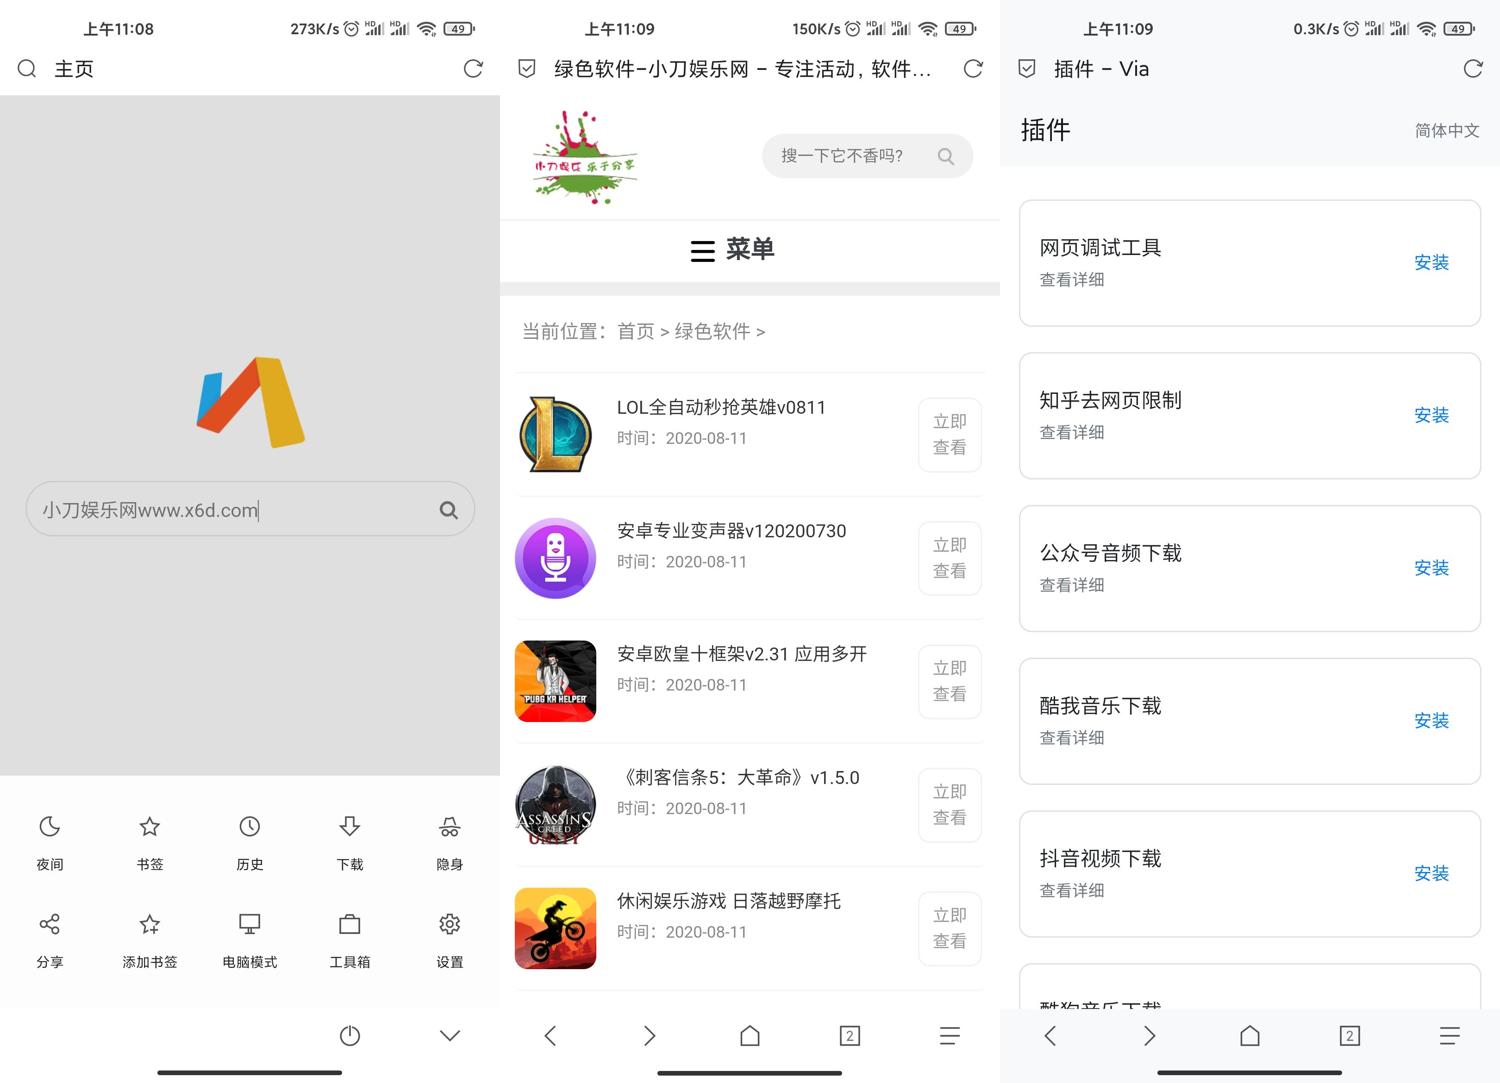 上午11:08
273K/s
HD
HD
49
主页
小刀娱乐网www.x6d.com
夜间
书签
历史
下载
隐身
分享
添加书签
电脑模式
工具箱
设置
上午11:09
150K/s
HD
HD
49
绿色软件-小刀娱乐网 - 专注活动，软件...
小刀娱乐 乐于分享
搜一下它不香吗?
菜单
当前位置：首页 > 绿色软件 >
LOL全自动秒抢英雄v0811
时间：2020-08-11
立即
查看
安卓专业变声器v120200730
时间：2020-08-11
立即
查看
安卓欧皇十框架v2.31 应用多开
时间：2020-08-11
立即
查看
PUBG KR HELPER
《刺客信条5：大革命》v1.5.0
时间：2020-08-11
立即
查看
ASSASSINS
CREED
UNITY
休闲娱乐游戏 日落越野摩托
时间：2020-08-11
立即
查看
2
上午11:09
0.3K/s
HD
HD
49
插件 - Via
插件
简体中文
网页调试工具
查看详细
安装
知乎去网页限制
查看详细
安装
公众号音频下载
查看详细
安装
酷我音乐下载
查看详细
安装
抖音视频下载
查看详细
安装
酷狗音乐下载
2